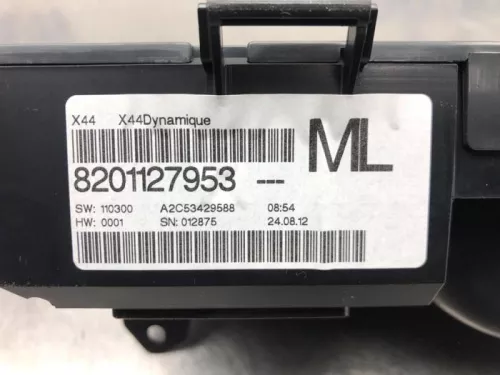 X44 X44Dynamique
ML
8201127953 ---
SW: 110300 A2C53429588 08:54
HW: 0001 SN: 012875 24.08.12